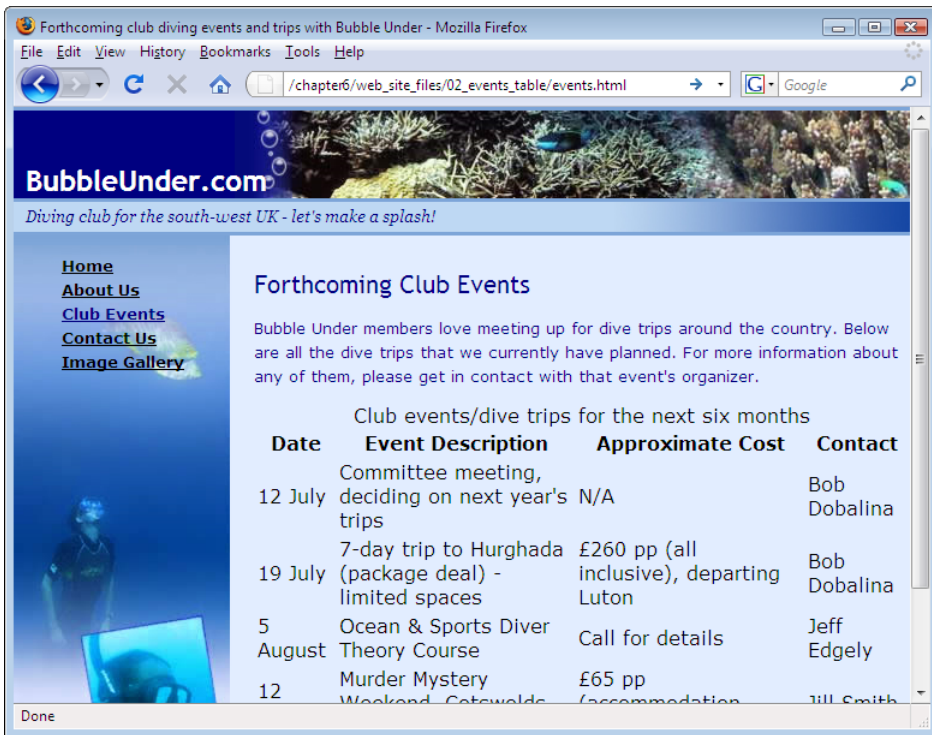 Forthcoming club diving events and trips with Bubble Under - Mozilla Firefox
File Edit View History Bookmarks Tools Help
/chapter6/web_site_files/02_events_table/events.html
G Google
BubbleUnder.com
Diving club for the south-west UK - let's make a splash!
Home
About Us
Club Events
Contact Us
Image Gallery
Forthcoming Club Events
Bubble Under members love meeting up for dive trips around the country. Below
are all the dive trips that we currently have planned. For more information about
any of them, please get in contact with that event's organizer.
Club events/dive trips for the next six months
Date Event Description Approximate Cost Contact
12 July Committee meeting, deciding on next year's trips N/A Bob Dobalina
19 July 7-day trip to Hurghada (package deal) - limited spaces £260 pp (all inclusive), departing Luton Bob Dobalina
5 August Ocean & Sports Diver Theory Course Call for details Jeff Edgely
12 Murder Mystery Weekend, Cotswolds £65 pp (accommodation Jill Smith
Done